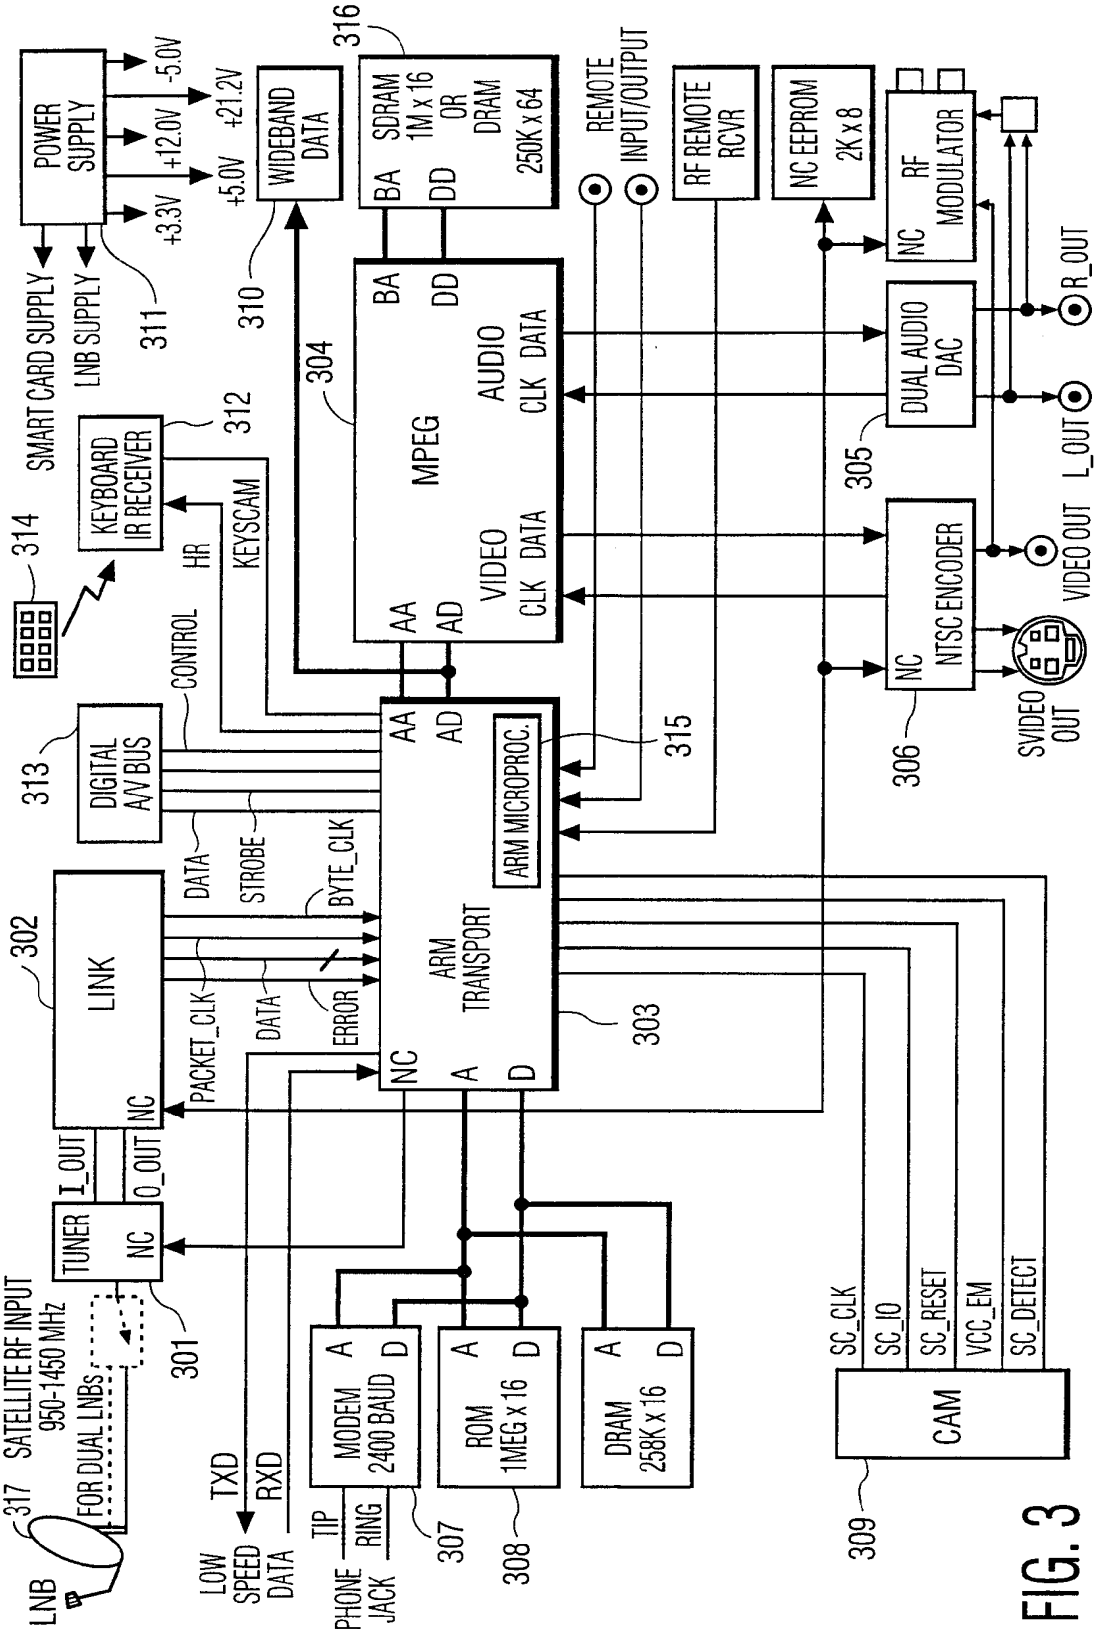 LNB
317
SATELLITE RF INPUT
950-1450 MHz
FOR DUAL LNBs
301
TUNER
NC
I_OUT
O_OUT
302
LINK
NC
PACKET_CLK
DATA
ERROR
BYTE_CLK
313
DIGITAL
A/V BUS
DATA
STROBE
CONTROL
314
KEYBOARD
IR RECEIVER
312
HR
KEYSCAM
SMART CARD SUPPLY
LNB SUPPLY
311
POWER
SUPPLY
+3.3V
+5.0V
+12.0V
+21.2V
-5.0V
310
WIDEBAND
DATA
LOW
SPEED
DATA
TXD
RXD
PHONE
JACK
TIP
RING
MODEM
2400 BAUD
A
D
307
ROM
1MEG x 16
A
D
308
DRAM
258K x 16
A
D
NC
A
D
ARM
TRANSPORT
303
ARM MICROPROC.
315
AA
AD
AA
AD
304
MPEG
VIDEO
CLK
DATA
AUDIO
CLK
DATA
BA
DD
BA
DD
SDRAM
1M x 16
OR
DRAM
250K x 64
316
REMOTE
INPUT/OUTPUT
RF REMOTE
RCVR
NC EEPROM
2K x 8
NC
RF
MODULATOR
305
DUAL AUDIO
DAC
L_OUT
R_OUT
306
NC
NTSC ENCODER
SVIDEO
OUT
VIDEO OUT
309
CAM
SC_CLK
SC_IO
SC_RESET
VCC_EM
SC_DETECT
FIG. 3